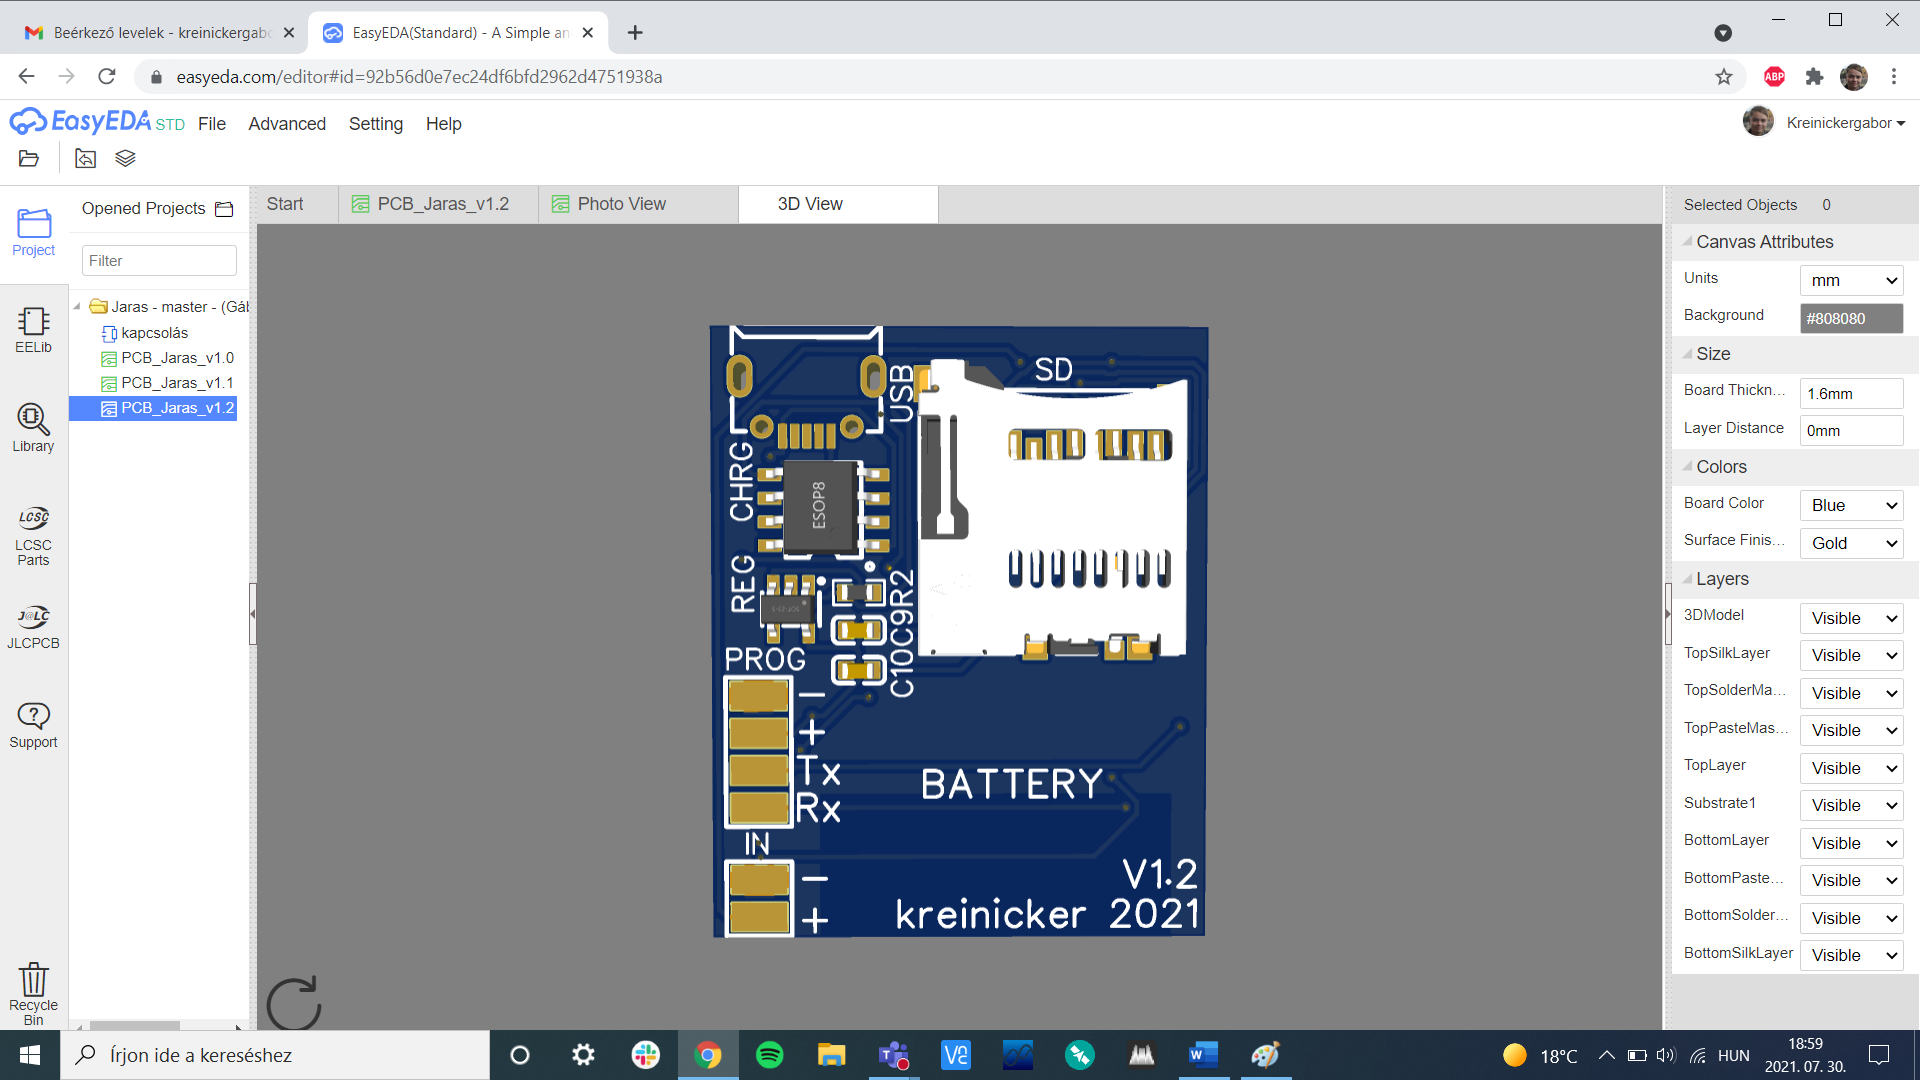 Beérkező levelek - kreinickergabo
EasyEDA(Standard) - A Simple an
easyeda.com/editor#id=92b56d0e7ec24df6bfd2962d4751938a
ABP
EasyEDA STD File Advanced Setting Help
Kreinickergabor
Project
EELib
Library
LCSC
LCSC
Parts
J@LC
JLCPCB
Support
Recycle
Bin
Opened Projects
Filter
Jaras - master - (Gáb
kapcsolás
PCB_Jaras_v1.0
PCB_Jaras_v1.1
PCB_Jaras_v1.2
Start PCB_Jaras_v1.2 Photo View 3D View
SD
USB
CHRG
ESOP8
REG
C10C9R2
PROG
−
+
Tx
Rx
IN
−
+
BATTERY
V1.2
kreinicker 2021
Selected Objects 0
Canvas Attributes
Units mm
Background #808080
Size
Board Thickn... 1.6mm
Layer Distance 0mm
Colors
Board Color Blue
Surface Finis... Gold
Layers
3DModel Visible
TopSilkLayer Visible
TopSolderMa... Visible
TopPasteMas... Visible
TopLayer Visible
Substrate1 Visible
BottomLayer Visible
BottomPaste... Visible
BottomSolder... Visible
BottomSilkLayer Visible
Írjon ide a kereséshez
18°C
HUN
18:59
2021. 07. 30.